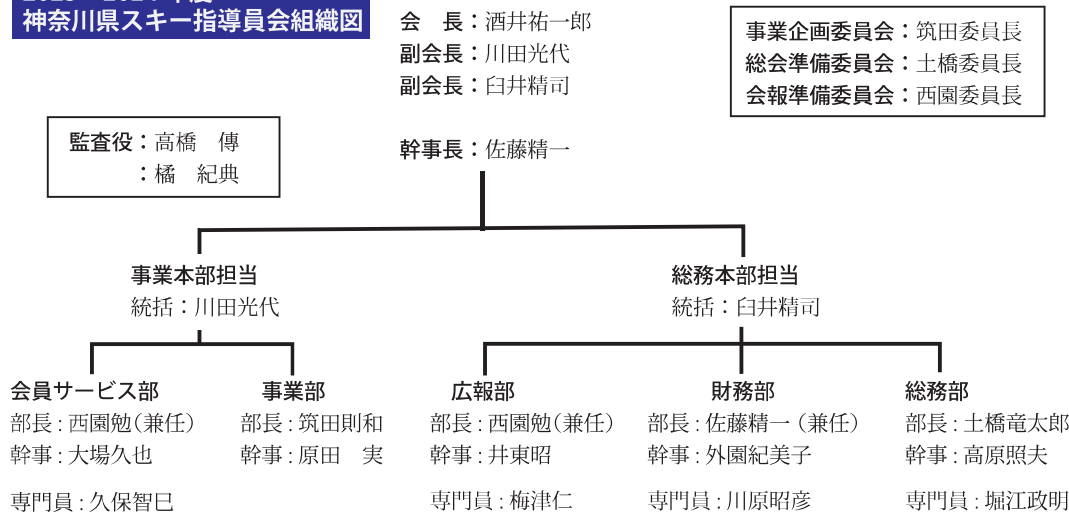 神奈川県スキー指導員会組織図
会　長：酒井祐一郎
副会長：川田光代
副会長：臼井精司
幹事長：佐藤精一
事業企画委員会：筑田委員長
総会準備委員会：土橋委員長
会報準備委員会：西園委員長
監査役：高橋　傳
：橘　紀典
事業本部担当
統括：川田光代
総務本部担当
統括：臼井精司
会員サービス部
部長：西園勉（兼任）
幹事：大場久也
専門員：久保智巳
事業部
部長：筑田則和
幹事：原田　実
広報部
部長：西園勉（兼任）
幹事：井東昭
専門員：梅津仁
財務部
部長：佐藤精一（兼任）
幹事：外園紀美子
専門員：川原昭彦
総務部
部長：土橋竜太郎
幹事：高原照夫
専門員：堀江政明